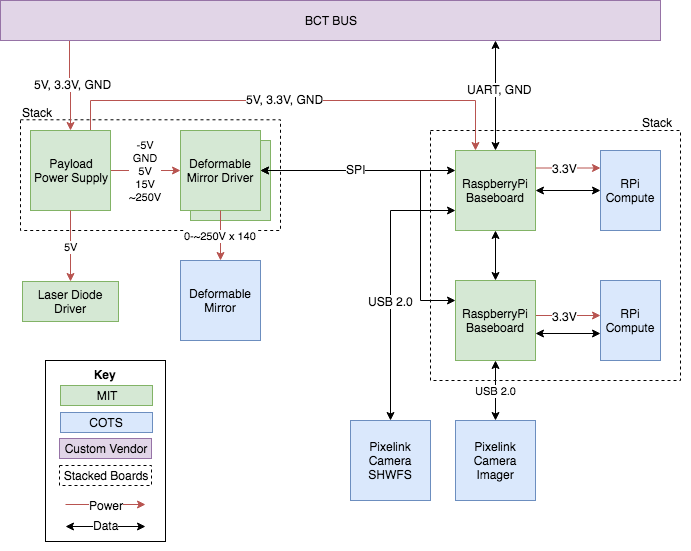 BCT BUS
5V, 3.3V, GND
UART, GND
5V, 3.3V, GND
Stack
Stack
Payload
Power Supply
-5V
GND
5V
15V
~250V
Deformable
Mirror Driver
SPI
RaspberryPi
Baseboard
3.3V
RPi
Compute
5V
0-~250V x 140
Laser Diode
Driver
Deformable
Mirror
USB 2.0
RaspberryPi
Baseboard
3.3V
RPi
Compute
USB 2.0
Pixelink
Camera
SHWFS
Pixelink
Camera
Imager
Key
MIT
COTS
Custom Vendor
Stacked Boards
Power
Data